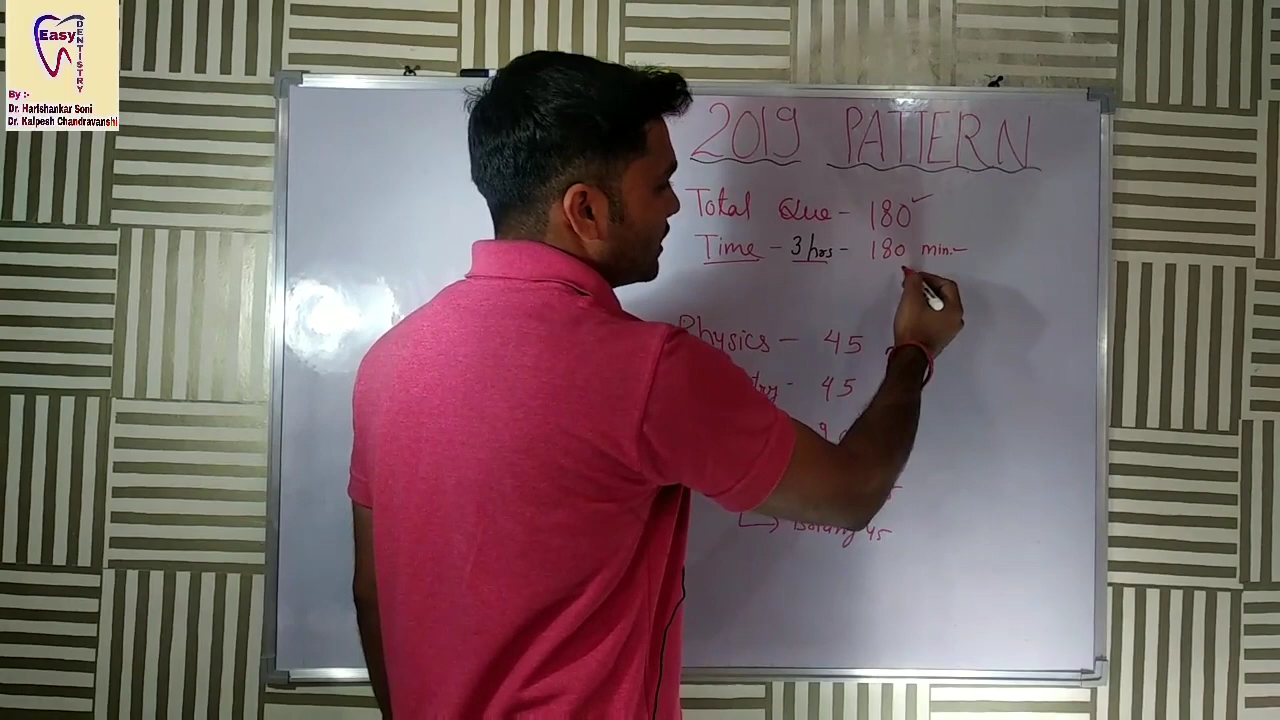 Easy
DENTISTRY
By :-
Dr. Harishankar Soni
Dr. Kalpesh Chandravanshi
2019 PATTERN
Total Que - 180
Time - 3 hrs - 180 min.
Physics - 45
45
Botany 45